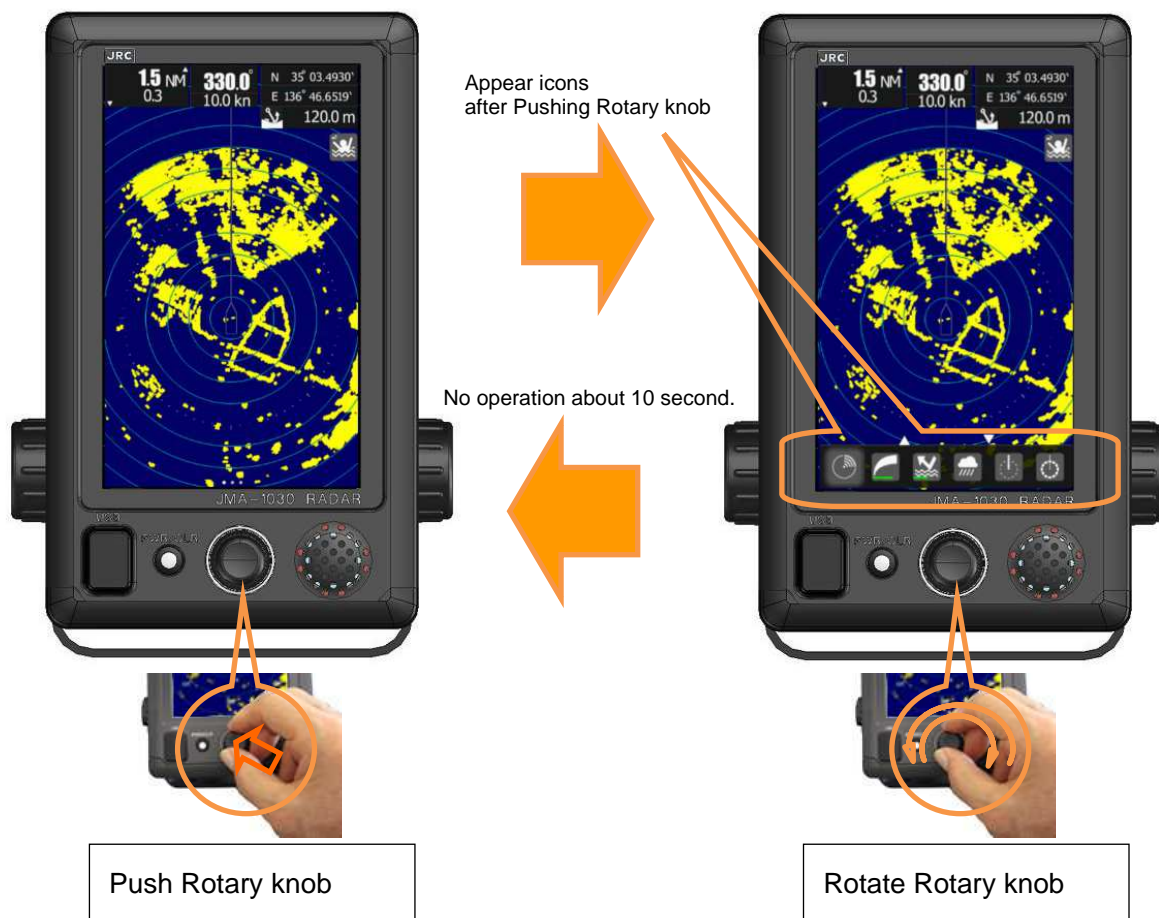 JRC
1.5 NM
0.3
330.0°
10.0 kn
N 35° 03.4930'
E 136° 46.6519'
120.0 m
JMA-1030 RADAR
USB
Appear icons
after Pushing Rotary knob
No operation about 10 second.
JRC
1.5 NM
0.3
330.0°
10.0 kn
N 35° 03.4930'
E 136° 46.6519'
120.0 m
JMA-1030 RADAR
USB
Push Rotary knob
Rotate Rotary knob